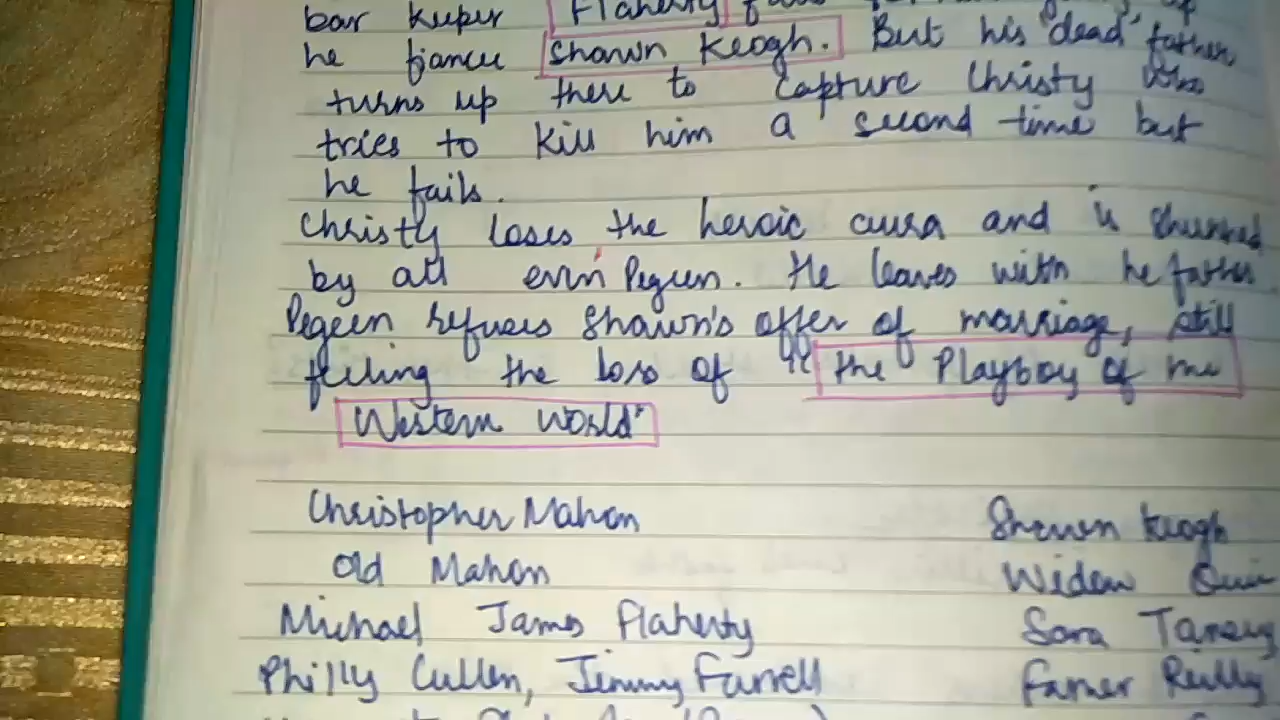 bar keeper Flaherty
he fiance Shawn Keogh. But his 'dead' father
turns up there to capture Christy who
tries to kill him a second time but
he fails.
Christy loses the heroic aura and is shunned
by all even Pegeen. He leaves with he father.
Pegeen refuses Shawn's offer of marriage, still
feeling the loss of "the Playboy of the
Western World"
Christopher Mahon Shawn Keogh
Old Mahon Widow Quin
Michael James Flaherty Sara Tansey
Philly Cullen, Jimmy Farrell Father Reilly